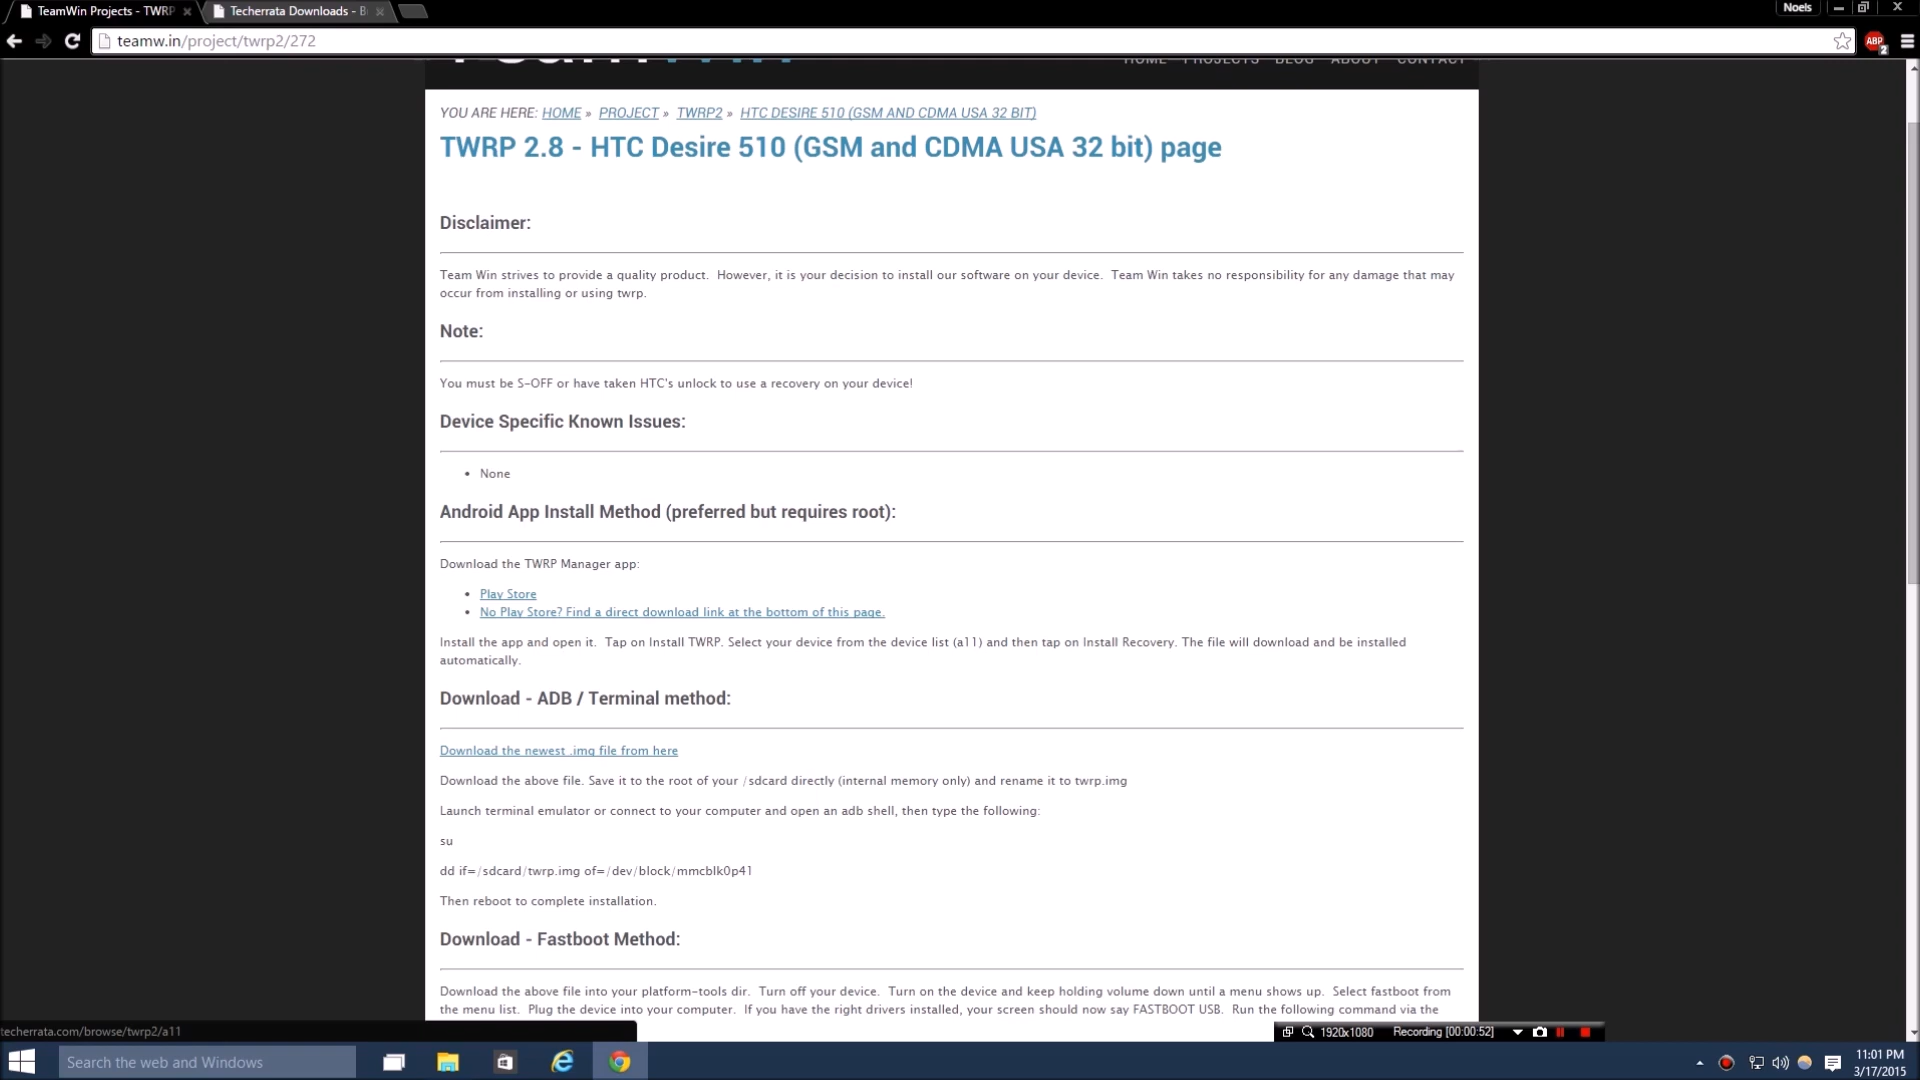 TeamWin Projects - TWRP
Techerrata Downloads - B
Noels
teamw.in/project/twrp2/272
ABP
2
HOME PROJECTS BLOG ABOUT CONTACT
YOU ARE HERE: HOME » PROJECT » TWRP2 » HTC DESIRE 510 (GSM AND CDMA USA 32 BIT)
TWRP 2.8 - HTC Desire 510 (GSM and CDMA USA 32 bit) page
Disclaimer:
Team Win strives to provide a quality product. However, it is your decision to install our software on your device. Team Win takes no responsibility for any damage that may
occur from installing or using twrp.
Note:
You must be S-OFF or have taken HTC's unlock to use a recovery on your device!
Device Specific Known Issues:
• None
Android App Install Method (preferred but requires root):
Download the TWRP Manager app:
• Play Store
• No Play Store? Find a direct download link at the bottom of this page.
Install the app and open it. Tap on Install TWRP. Select your device from the device list (a11) and then tap on Install Recovery. The file will download and be installed
automatically.
Download - ADB / Terminal method:
Download the newest .img file from here
Download the above file. Save it to the root of your /sdcard directly (internal memory only) and rename it to twrp.img
Launch terminal emulator or connect to your computer and open an adb shell, then type the following:
su
dd if=/sdcard/twrp.img of=/dev/block/mmcblk0p41
Then reboot to complete installation.
Download - Fastboot Method:
Download the above file into your platform-tools dir. Turn off your device. Turn on the device and keep holding volume down until a menu shows up. Select fastboot from
the menu list. Plug the device into your computer. If you have the right drivers installed, your screen should now say FASTBOOT USB. Run the following command via the
techerrata.com/browse/twrp2/a11
1920x1080 Recording [00:00:52]
Search the web and Windows
11:01 PM
3/17/2015